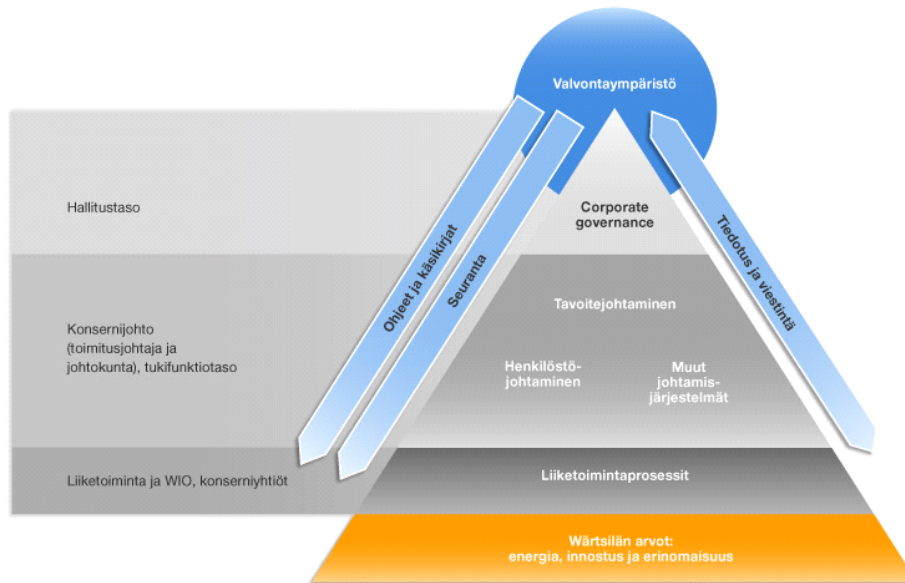 Valvontaympäristö
Hallitustaso
Corporate
governance
Ohjeet ja käsikirjat
Seuranta
Tiedotus ja viestintä
Konsernijohto
(toimitusjohtaja ja
johtokunta), tukifunktiotaso
Tavoitejohtaminen
Henkilöstö-
johtaminen
Muut
johtamis-
järjestelmät
Liiketoiminta ja WIO, konserniyhtiöt
Liiketoimintaprosessit
Wärtsilän arvot:
energia, innostus ja erinomaisuus